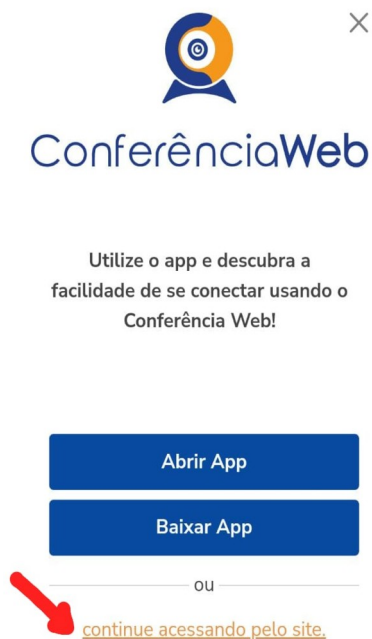 ConferênciaWeb
Utilize o app e descubra a
facilidade de se conectar usando o
Conferência Web!
Abrir App
Baixar App
ou
continue acessando pelo site.